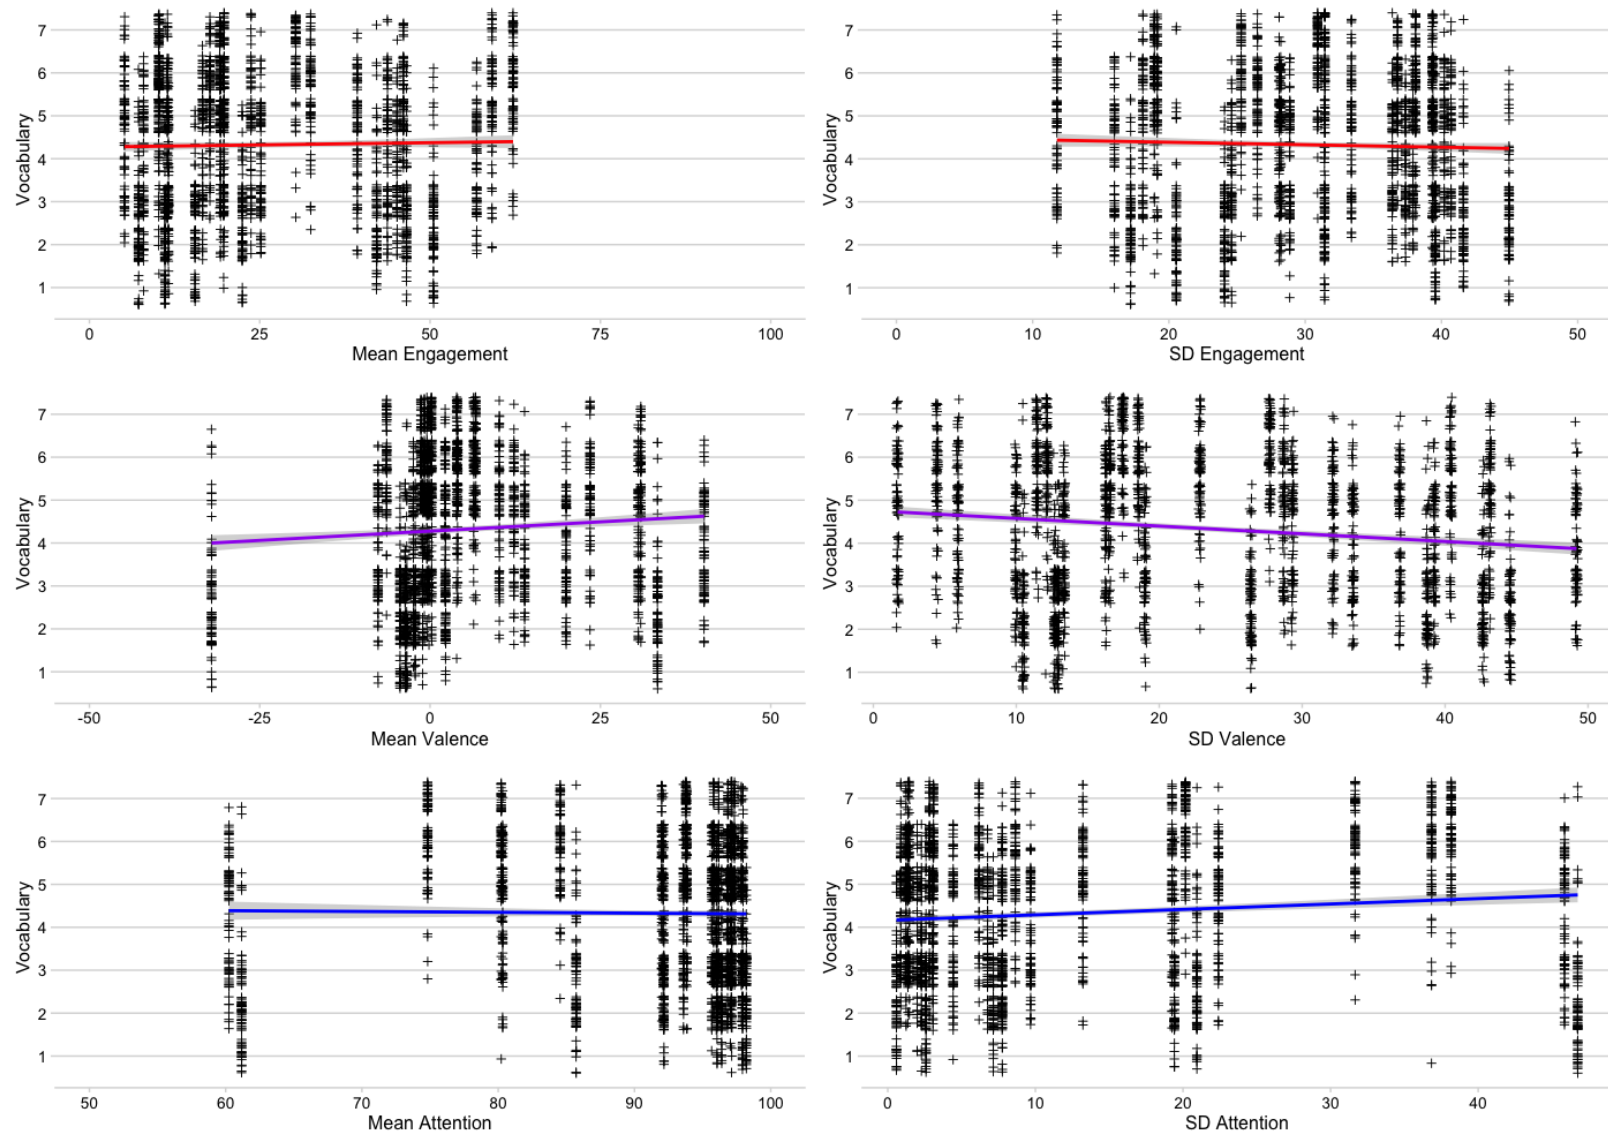 Vocabulary
7
6
5
4
3
2
1
0 25 50 75 100
Mean Engagement
Vocabulary
7
6
5
4
3
2
1
0 10 20 30 40 50
SD Engagement
Vocabulary
7
6
5
4
3
2
1
-50 -25 0 25 50
Mean Valence
Vocabulary
7
6
5
4
3
2
1
0 10 20 30 40 50
SD Valence
Vocabulary
7
6
5
4
3
2
1
50 60 70 80 90 100
Mean Attention
Vocabulary
7
6
5
4
3
2
1
0 10 20 30 40
SD Attention